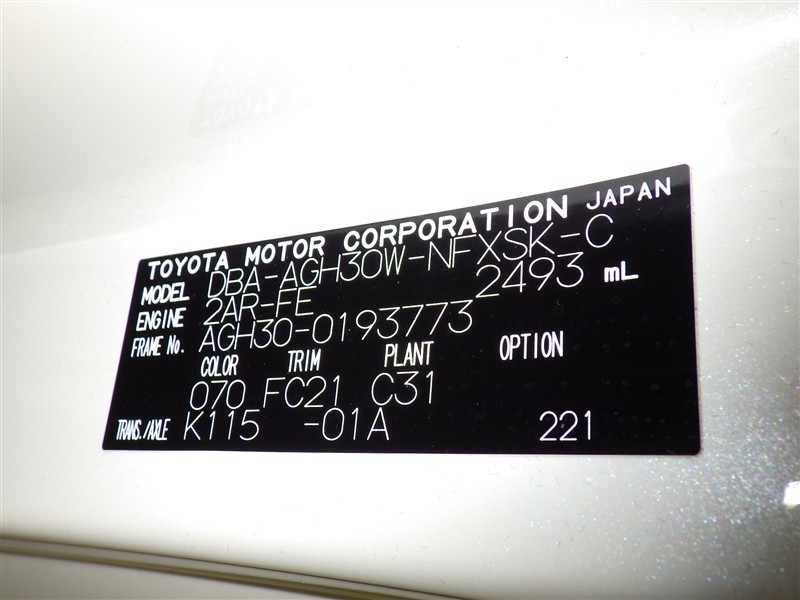 TOYOTA MOTOR CORPORATION JAPAN
MODEL DBA-AGH30W-NFXSK-C
ENGINE 2AR-FE 2493 mL
FRAME No. AGH30-0193773
COLOR TRIM PLANT OPTION
070 FC21 C31
TRANS./AXLE K115 -01A 221